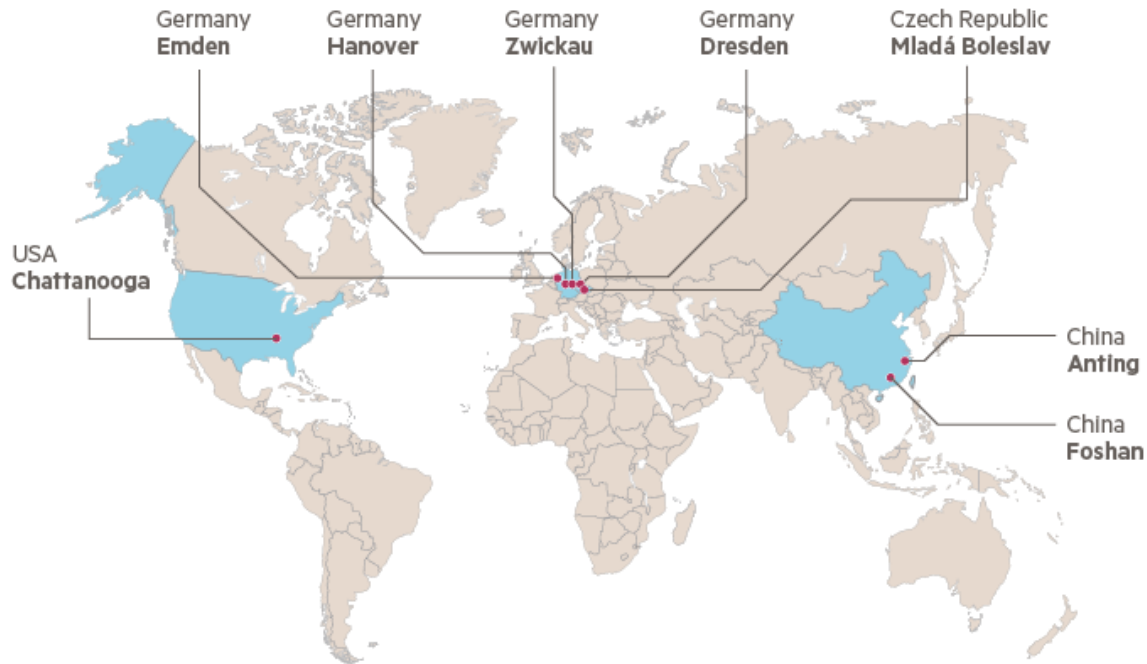 Germany
Emden
Germany
Hanover
Germany
Zwickau
Germany
Dresden
Czech Republic
Mladá Boleslav
USA
Chattanooga
China
Anting
China
Foshan